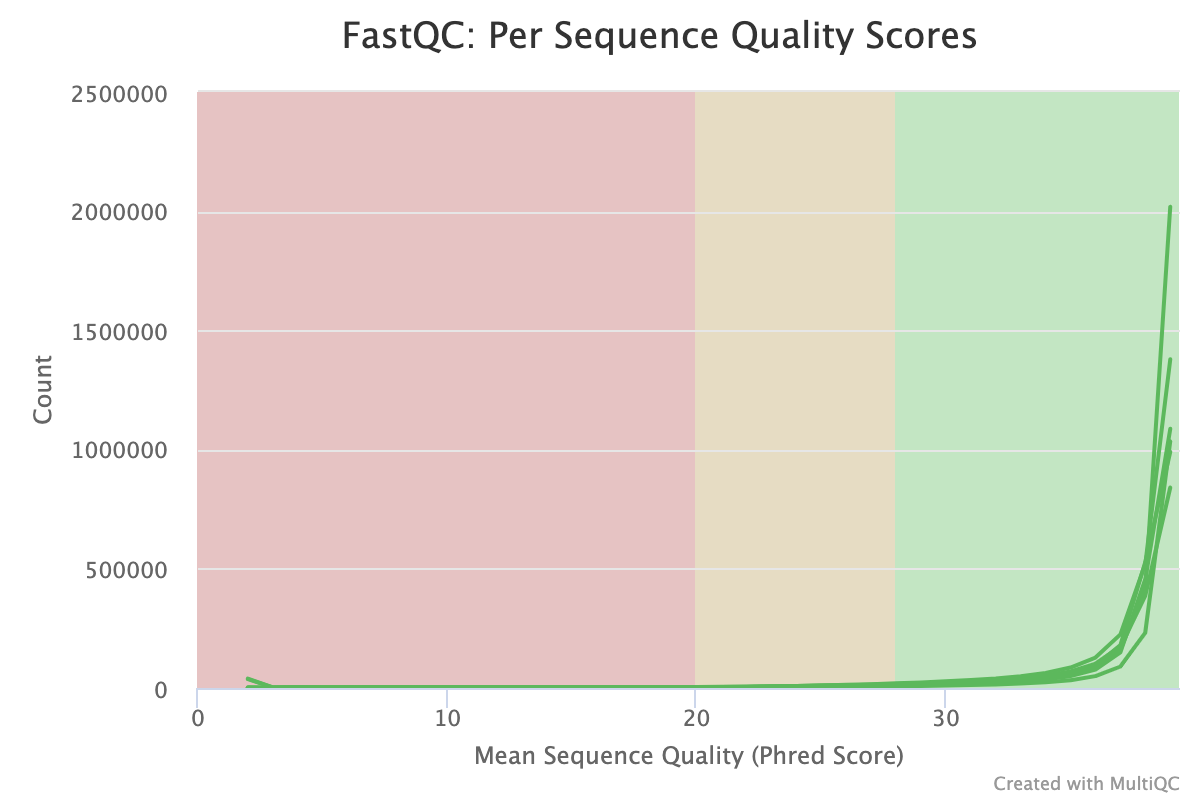 FastQC: Per Sequence Quality Scores
2500000
2000000
1500000
1000000
500000
0
Count
0 10 20 30
Mean Sequence Quality (Phred Score)
Created with MultiQC